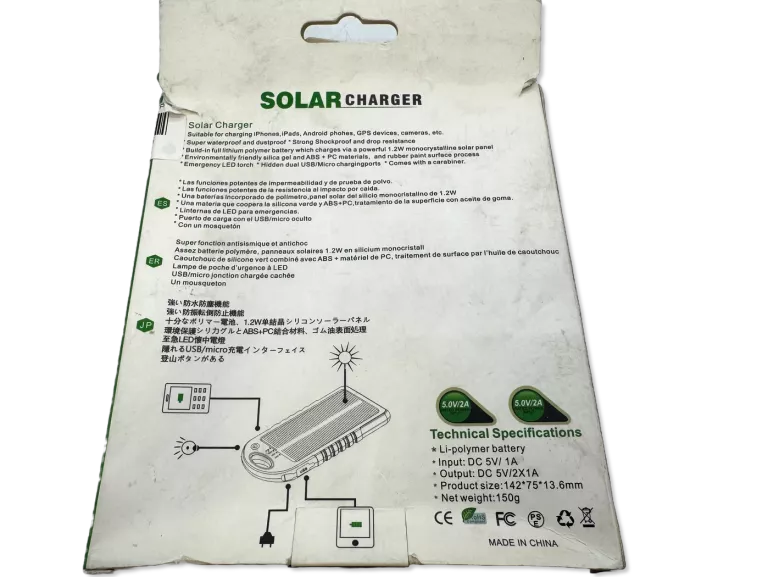 SOLAR CHARGER
Solar Charger
Suitable for charging iPhones,iPads, Android phohes, GPS devices, cameras, etc.
* Super waterproof and dustproof * Strong Shockproof and drop resistance
* Build-in full lithium polymer battery which charges via a powerful 1.2W monocrystalline solar panel
* Environmentally friendly silica gel and ABS + PC materials, and rubber paint surface process
* Emergency LED torch * Hidden dual USB/Micro chargingports * Comes with a carabiner.
ES
* Las funciones potentes de impermeabilidad y de prueba de polvo.
* Las funciones potentes de la resistencia al impacto por caide.
* Una baterías incorporado de polímetro,panel solar del silicio monocristalino de 1.2W
* Una materia que coopera la silicona verde y ABS+PC,tratamiento de la superficie con aceite de goma.
* Linternas de LED para emergencias.
* Puerto de carga con el USB/micro oculto
* Con un mosquetón
ER
Super fonction antisismique et antichoc
Assez batterie polymère, panneaux solaires 1.2W en silicium monocristall
Caoutchouc de silicone vert combiné avec ABS + matériel de PC, traitement de surface par l'huile de caoutchouc
Lampe de poche d'urgence à LED
USB/micro jonction chargée cachée
Un mousqueton
JP
強い防水防塵機能
強い防振転倒防止機能
十分なポリマー電池、1.2W単結晶シリコンソーラーパネル
環境保護シリカゲルとABS+PC結合材料、ゴム油表面処理
至急LED懐中電燈
隠れるUSB/micro充電インターフェイス
登山ボタンがある
5.0V/2A
5.0V/2A
Technical Specifications
★ Li-polymer battery
• Input: DC 5V/ 1A
• Output: DC 5V/2X1A
• Product size:142*75*13.6mm
• Net weight:150g
CE
FC
PS E
MADE IN CHINA